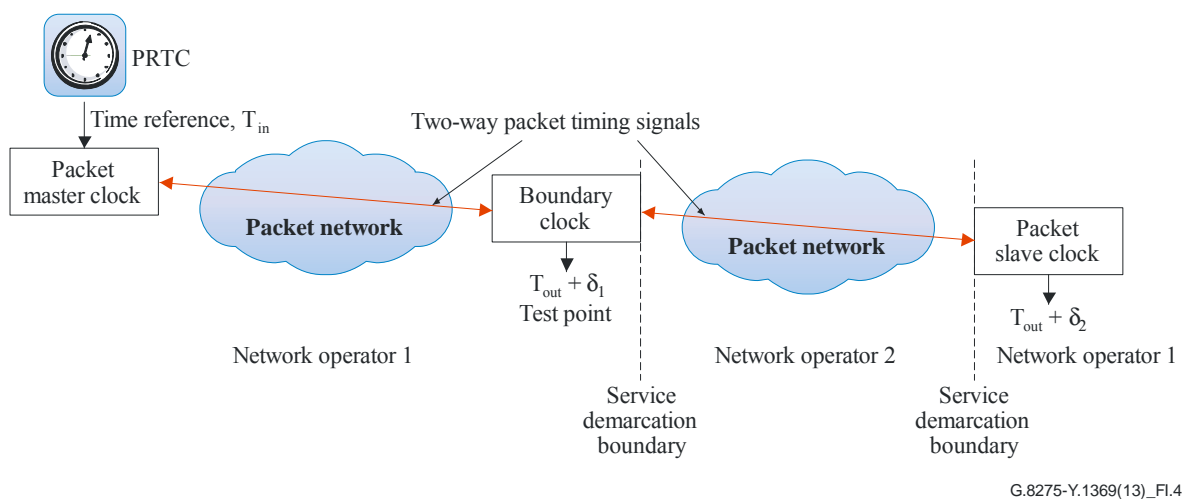 PRTC
Time reference, T_in
Two-way packet timing signals
Packet
master clock
Packet network
Boundary
clock
Packet network
Packet
slave clock
T_out + δ_1
Test point
T_out + δ_2
Network operator 1
Network operator 2
Network operator 1
Service
demarcation
boundary
Service
demarcation
boundary
G.8275-Y.1369(13)_FI.4